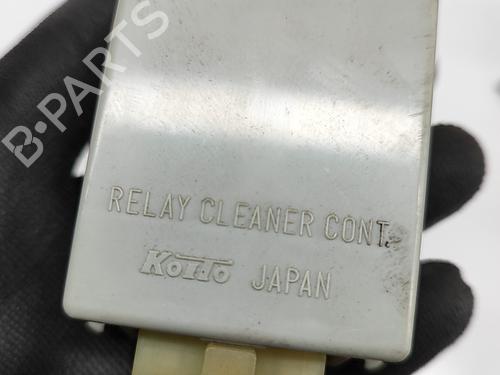 B-PARTS
RELAY CLEANER CONT.
KOITO JAPAN